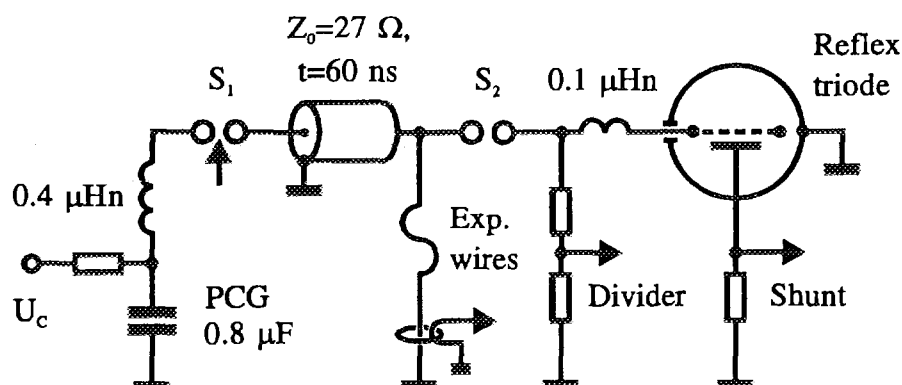 Z₀=27 Ω,
t=60 ns
S₁
S₂
0.1 μHn
Reflex
triode
0.4 μHn
U_C
PCG
0.8 μF
Exp.
wires
Divider
Shunt